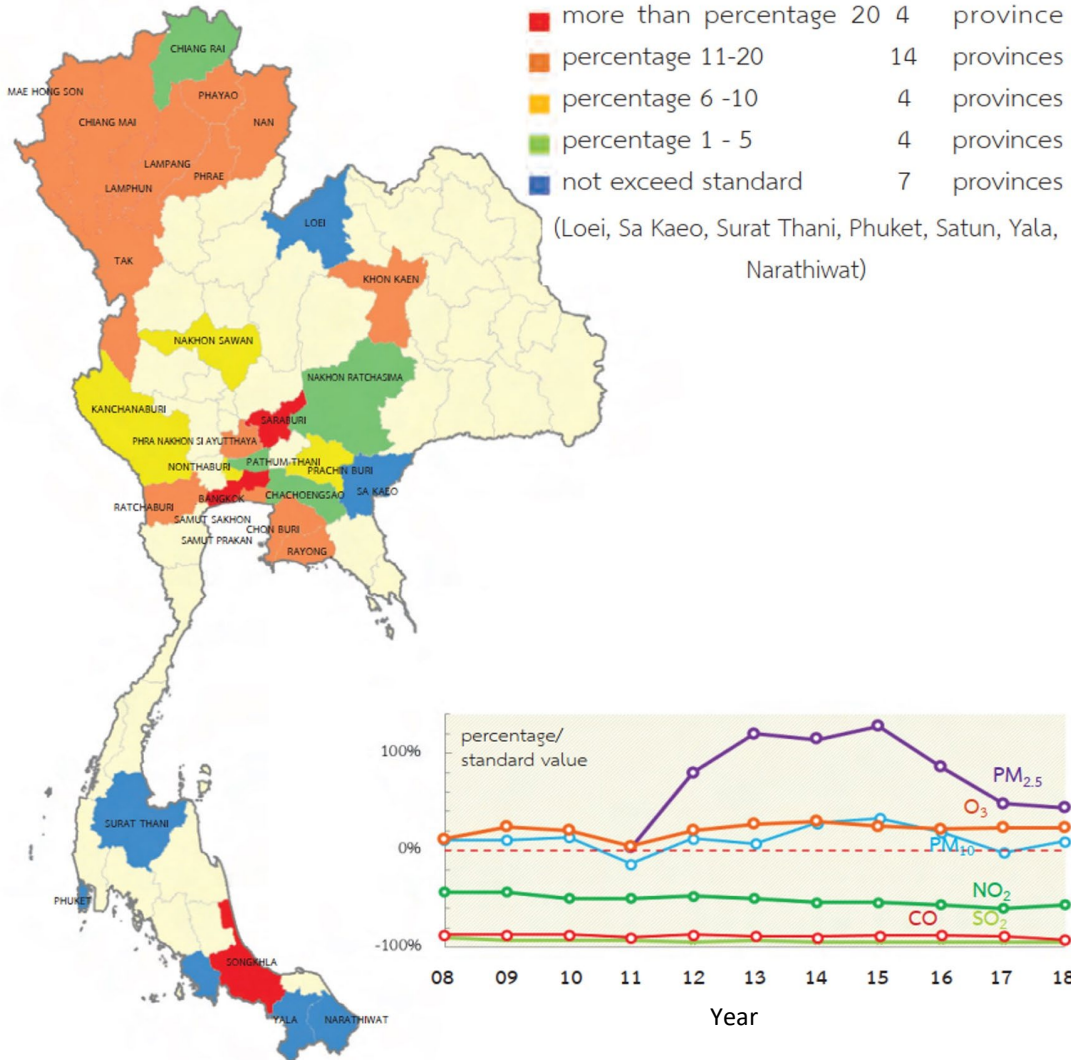 more than percentage 20 4 province
percentage 11-20 14 provinces
percentage 6 -10 4 provinces
percentage 1 - 5 4 provinces
not exceed standard 7 provinces
(Loei, Sa Kaeo, Surat Thani, Phuket, Satun, Yala,
Narathiwat)
CHIANG RAI
MAE HONG SON
PHAYAO
CHIANG MAI
NAN
LAMPANG
PHRAE
LAMPHUN
LOEI
TAK
KHON KAEN
NAKHON SAWAN
NAKHON RATCHASIMA
KANCHANABURI
SARABURI
PHRA NAKHON SI AYUTTHAYA
PATHUM THANI
NONTHABURI
PRACHIN BURI
SA KAEO
BANGKOK
CHACHOENGSAO
RATCHABURI
SAMUT SAKHON
CHON BURI
SAMUT PRAKAN
RAYONG
SURAT THANI
PHUKET
SONGKHLA
YALA
NARATHIWAT
percentage/
standard value
100%
0%
-100%
PM2.5
O3
PM10
NO2
CO
SO2
08 09 10 11 12 13 14 15 16 17 18
Year